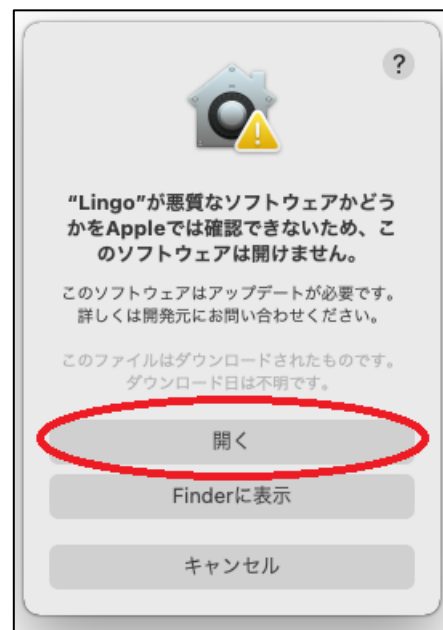 ?
“Lingo”が悪質なソフトウェアかどう
かをAppleでは確認できないため、こ
のソフトウェアは開けません。
このソフトウェアはアップデートが必要です。
詳しくは開発元にお問い合わせください。
このファイルはダウンロードされたものです。
ダウンロード日は不明です。
開く
Finderに表示
キャンセル